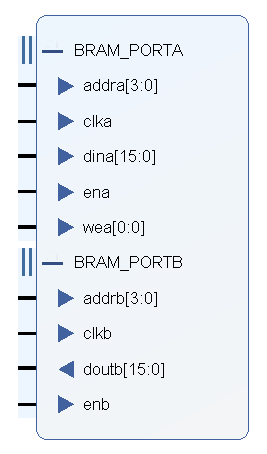 BRAM_PORTA
addra[3:0]
clka
dina[15:0]
ena
wea[0:0]
BRAM_PORTB
addrb[3:0]
clkb
doutb[15:0]
enb